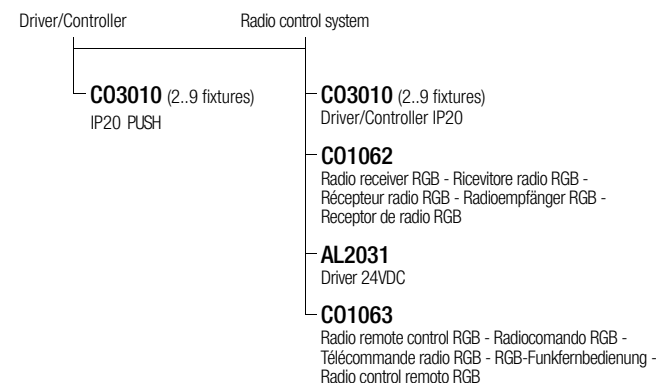 Driver/Controller
Radio control system
CO3010 (2..9 fixtures)
IP20 PUSH
CO3010 (2..9 fixtures)
Driver/Controller IP20
CO1062
Radio receiver RGB - Ricevitore radio RGB -
Récepteur radio RGB - Radioempfänger RGB -
Receptor de radio RGB
AL2031
Driver 24VDC
CO1063
Radio remote control RGB - Radiocomando RGB -
Télécommande radio RGB - RGB-Funkfernbedienung -
Radio control remoto RGB